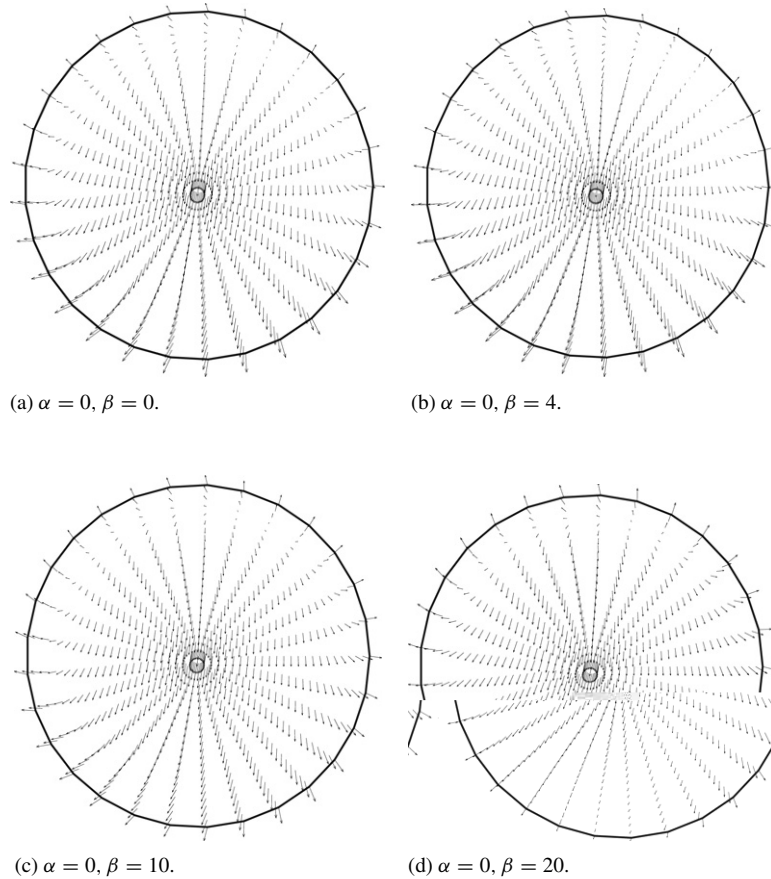 (a) α = 0, β = 0.
(b) α = 0, β = 4.
(c) α = 0, β = 10.
(d) α = 0, β = 20.